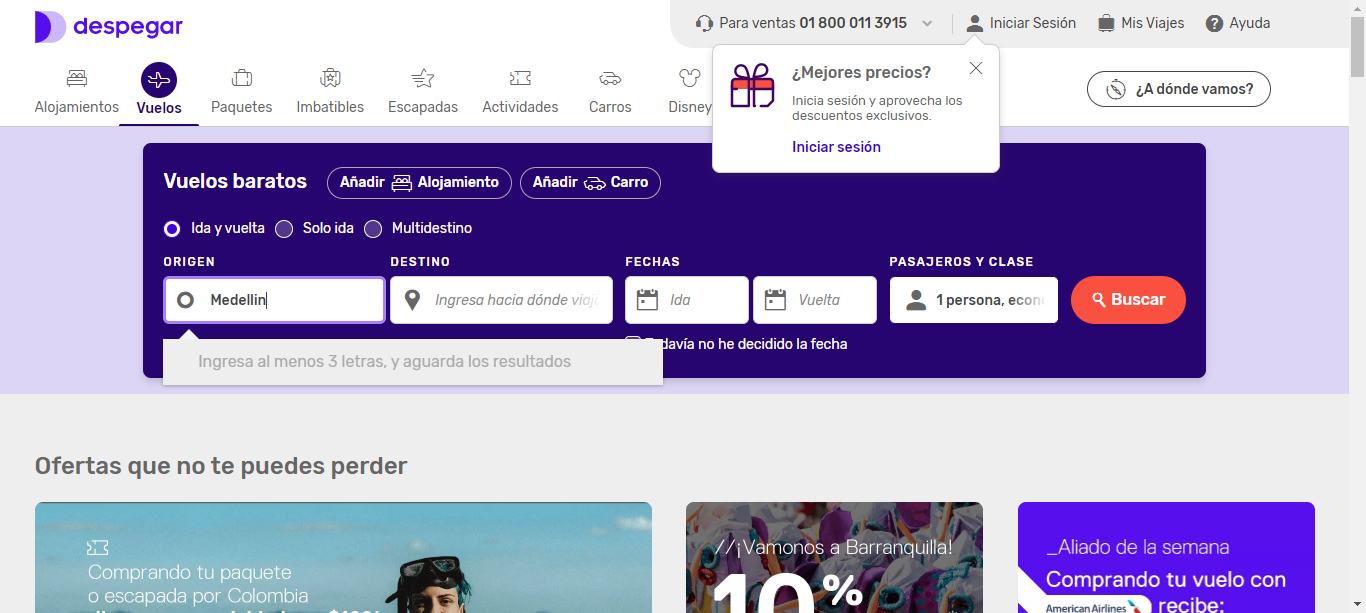 despegar
Para ventas 01 800 011 3915
Iniciar Sesión
Mis Viajes
Ayuda
Alojamientos
Vuelos
Paquetes
Imbatibles
Escapadas
Actividades
Carros
Disney
¿Mejores precios?
Inicia sesión y aprovecha los
descuentos exclusivos.
Iniciar sesión
¿A dónde vamos?
Vuelos baratos
Añadir Alojamiento
Añadir Carro
Ida y vuelta
Solo ida
Multidestino
ORIGEN
DESTINO
FECHAS
PASAJEROS Y CLASE
Medellin
Ingresa hacia dónde viaj
Ida
Vuelta
1 persona, econ
Buscar
Ingresa al menos 3 letras, y aguarda los resultados
davía no he decidido la fecha
Ofertas que no te puedes perder
Comprando tu paquete
o escapada por Colombia
//¡Vamonos a Barranquilla!
10%
_Aliado de la semana
Comprando tu vuelo con
American Airlines recibe: